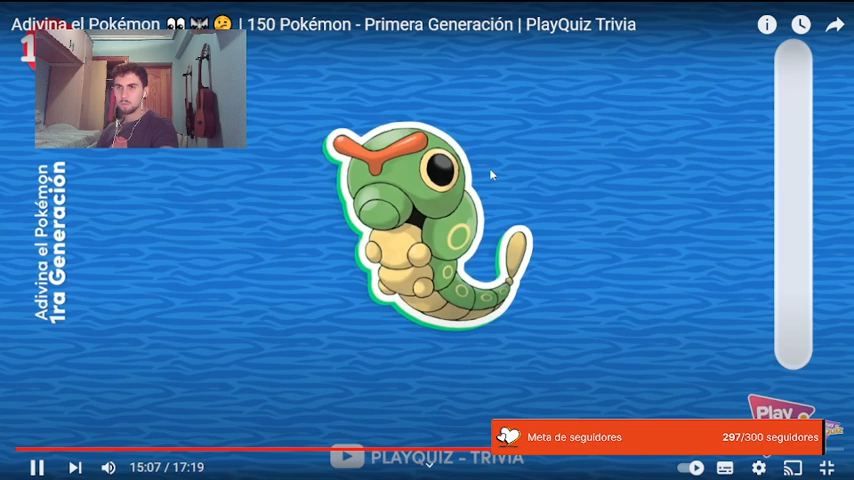 Adivina el Pokémon 👀 🦇 🤔 | 150 Pokémon - Primera Generación | PlayQuiz Trivia
Adivina el Pokémon
1ra Generación
Play
Meta de seguidores
297/300 seguidores
15:07 / 17:19
PLAYQUIZ - TRIVIA